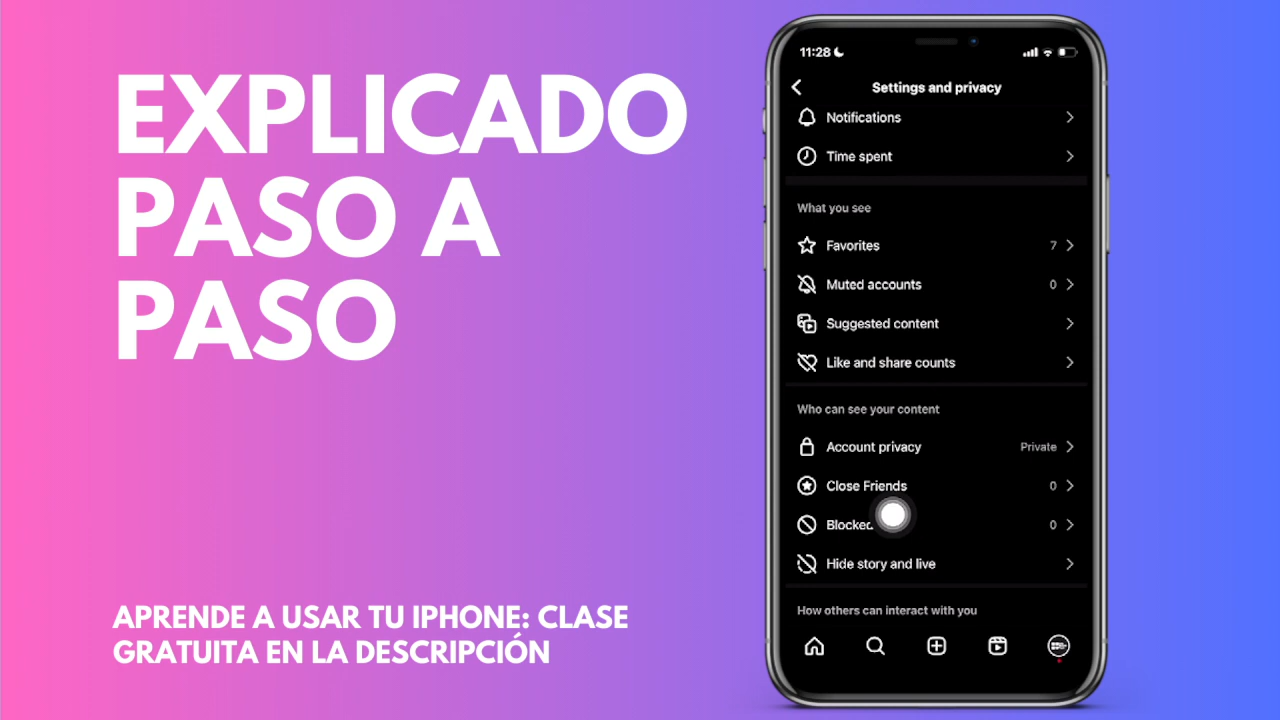 EXPLICADO
PASO A
PASO
APRENDE A USAR TU IPHONE: CLASE
GRATUITA EN LA DESCRIPCIÓN
11:28
Settings and privacy
Notifications
Time spent
What you see
Favorites 7
Muted accounts 0
Suggested content
Like and share counts
Who can see your content
Account privacy Private
Close Friends 0
Blocked 0
Hide story and live
How others can interact with you